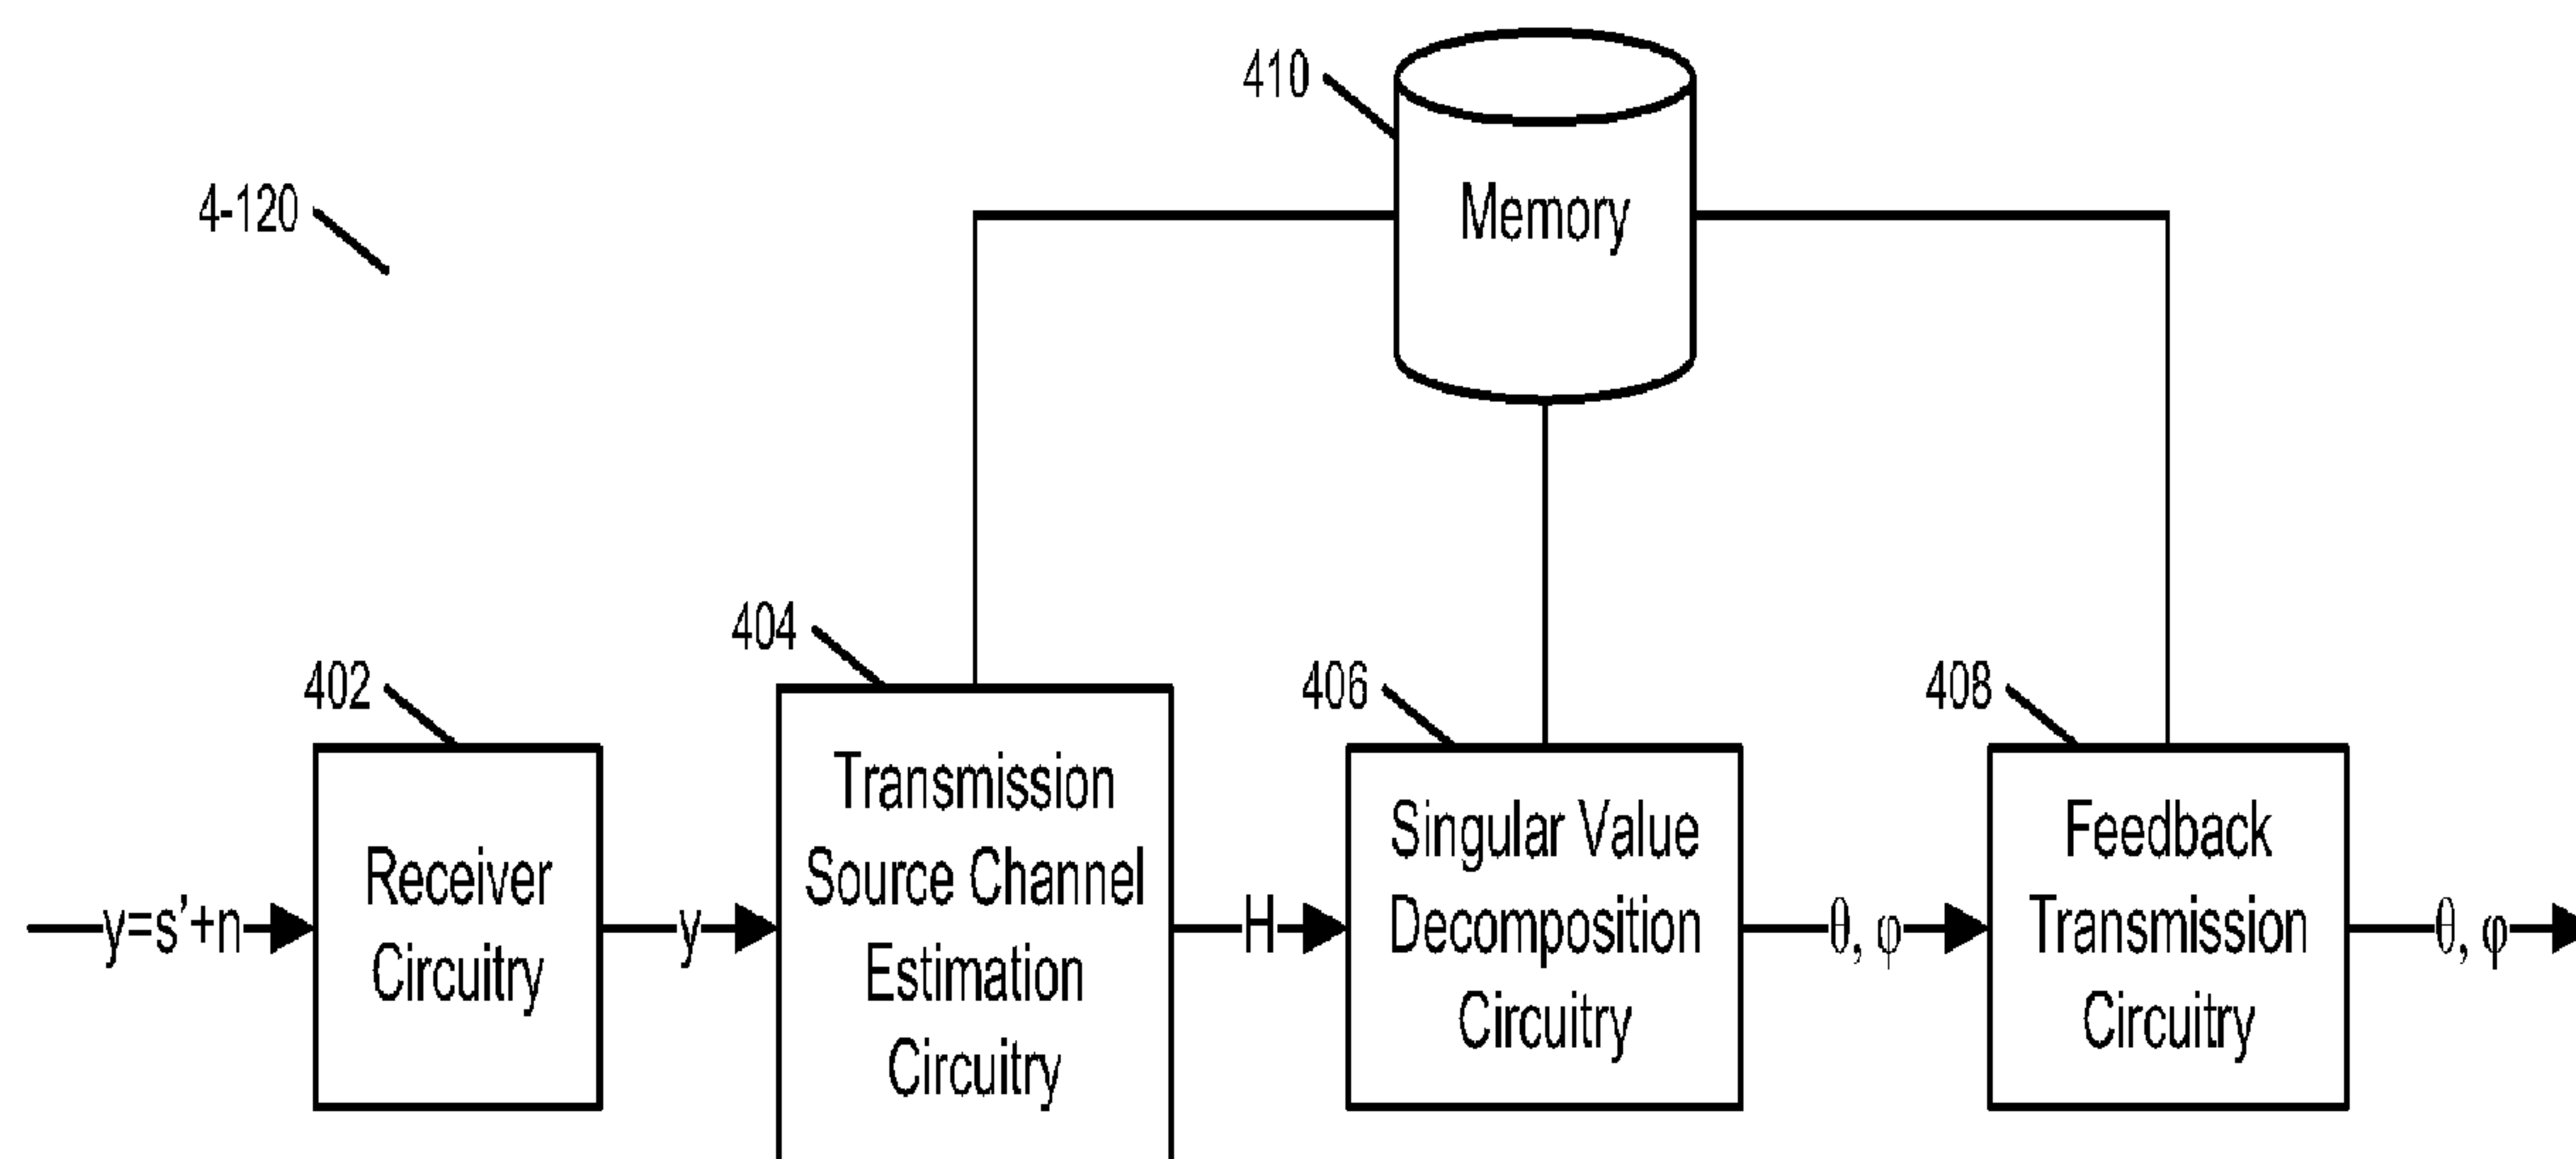 410
Memory
4-120
404
402
406
408
Transmission
Source Channel
Estimation
Circuitry
Receiver
Circuitry
Singular Value
Decomposition
Circuitry
Feedback
Transmission
Circuitry
y=s'+n
y
H
θ, φ
θ, φ